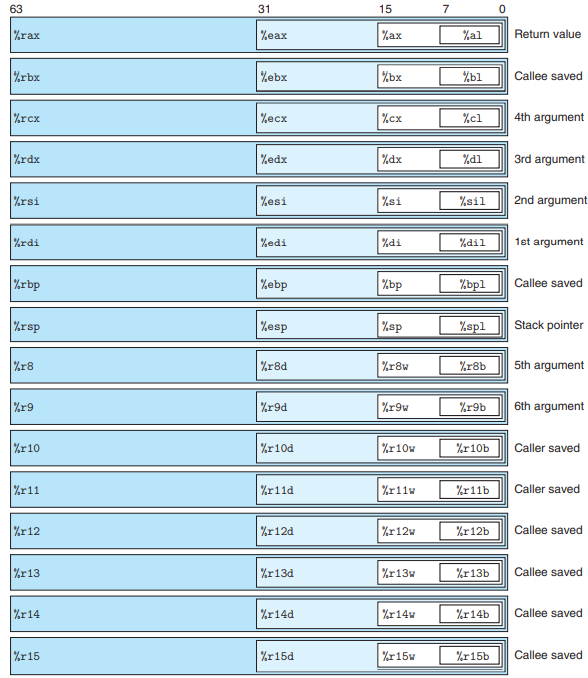 63 31 15 7 0
%rax %eax %ax %al Return value
%rbx %ebx %bx %bl Callee saved
%rcx %ecx %cx %cl 4th argument
%rdx %edx %dx %dl 3rd argument
%rsi %esi %si %sil 2nd argument
%rdi %edi %di %dil 1st argument
%rbp %ebp %bp %bpl Callee saved
%rsp %esp %sp %spl Stack pointer
%r8 %r8d %r8w %r8b 5th argument
%r9 %r9d %r9w %r9b 6th argument
%r10 %r10d %r10w %r10b Caller saved
%r11 %r11d %r11w %r11b Caller saved
%r12 %r12d %r12w %r12b Callee saved
%r13 %r13d %r13w %r13b Callee saved
%r14 %r14d %r14w %r14b Callee saved
%r15 %r15d %r15w %r15b Callee saved